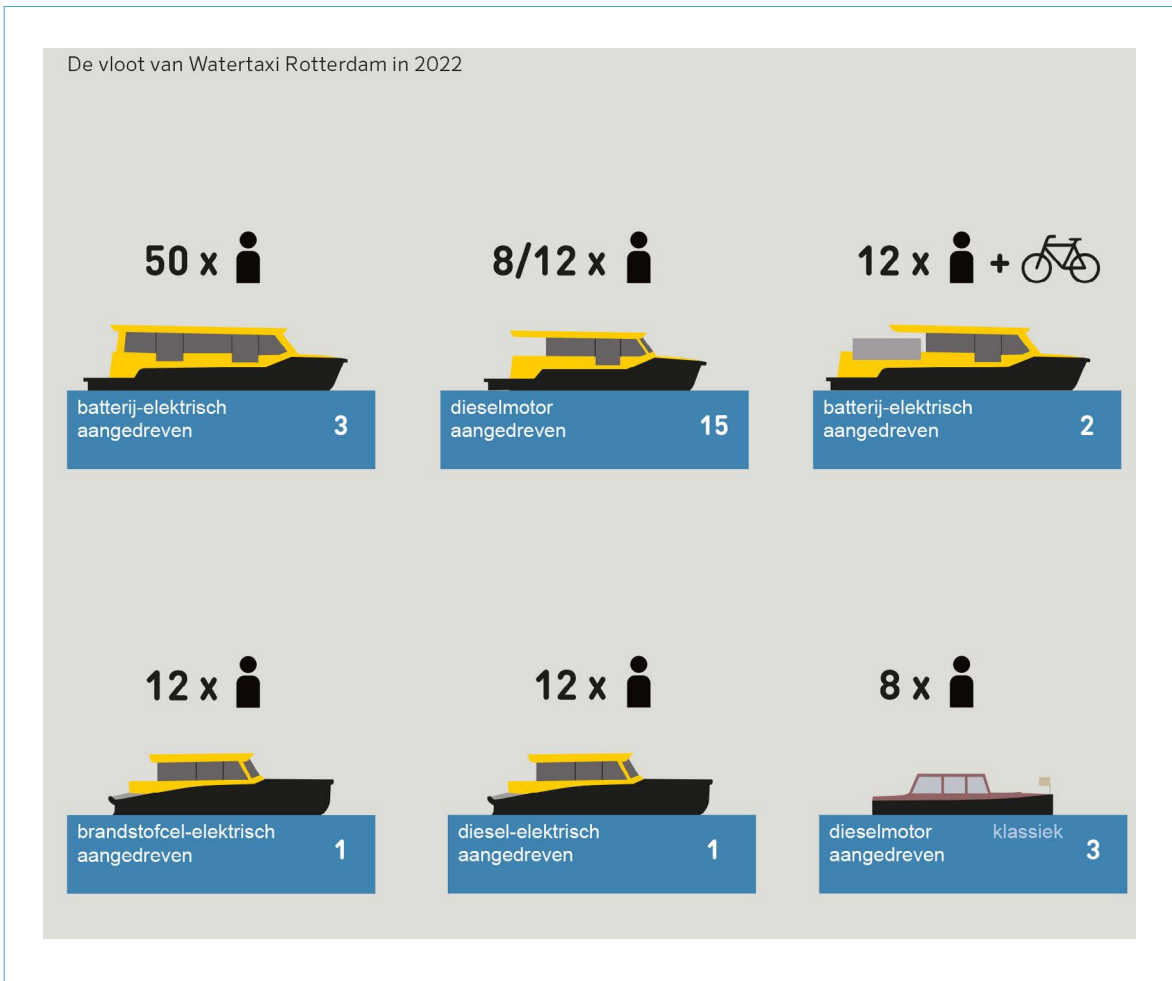 De vloot van Watertaxi Rotterdam in 2022
50 x
8/12 x
12 x +
batterij-elektrisch
aangedreven 3
dieselmotor
aangedreven 15
batterij-elektrisch
aangedreven 2
12 x
12 x
8 x
brandstofcel-elektrisch
aangedreven 1
diesel-elektrisch
aangedreven 1
dieselmotor klassiek
aangedreven 3